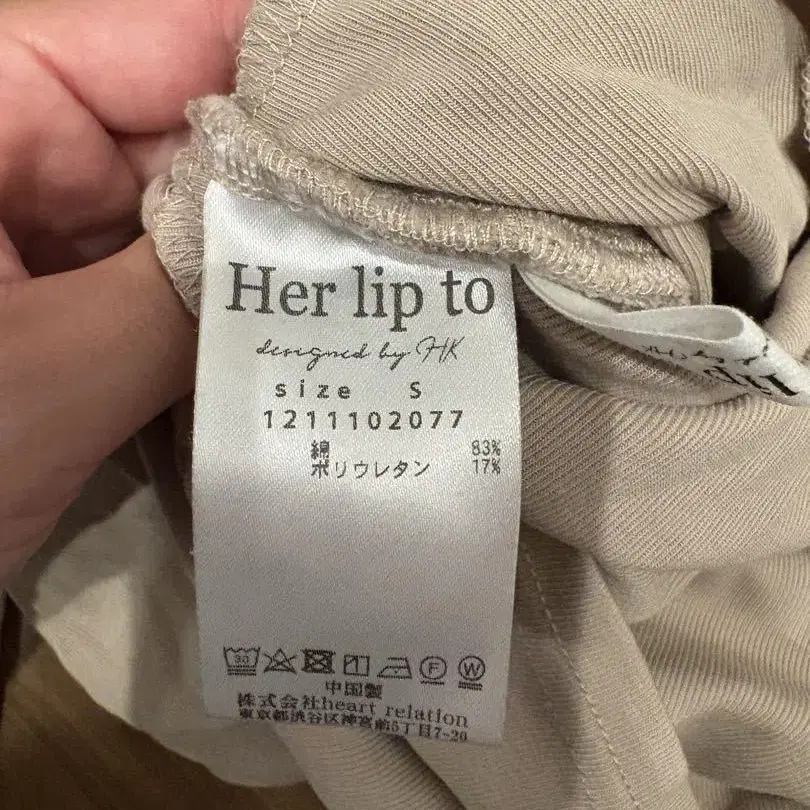 Her lip to
designed by HK
size S
1211102077
綿 83%
ポリウレタン 17%
30
F
W
中国製
株式会社heart relation
東京都渋谷区神宮前5丁目7-20
lip